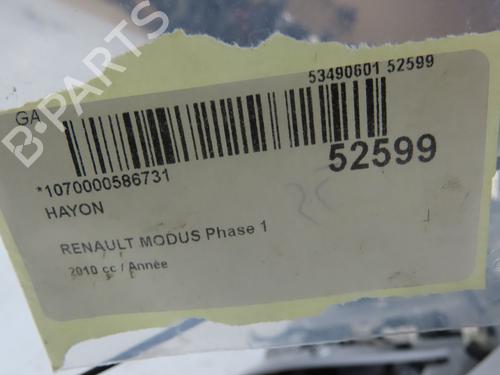 B-PARTS
53490601 52599
GA
52599
*1070000586731
HAYON
RENAULT MODUS Phase 1
2010 cc / Année